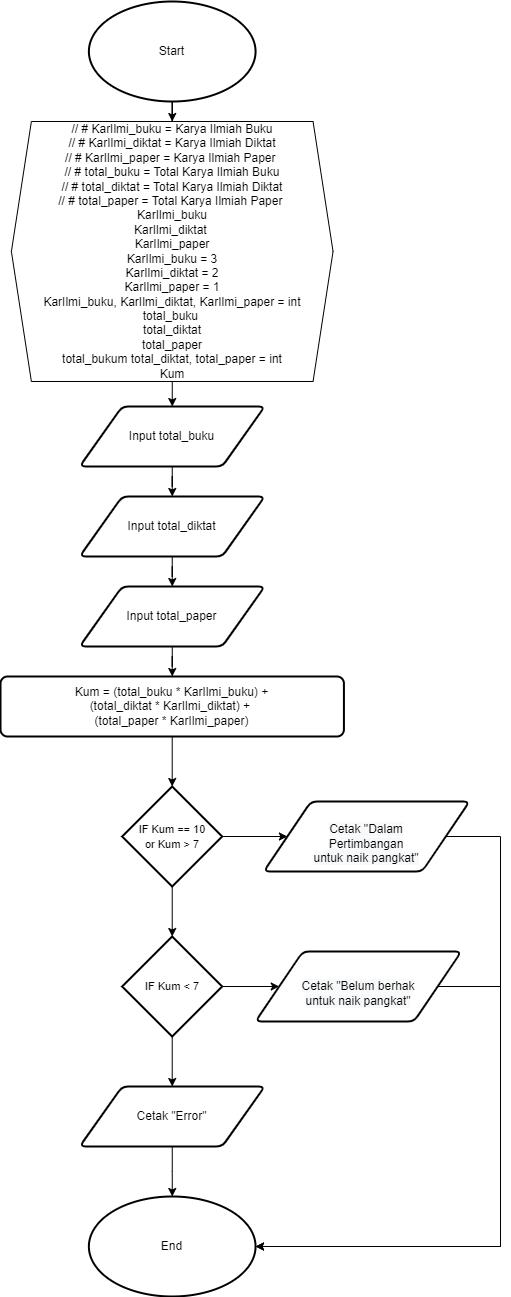 Start
// # KarIlmi_buku = Karya Ilmiah Buku
// # KarIlmi_diktat = Karya Ilmiah Diktat
// # KarIlmi_paper = Karya Ilmiah Paper
// # total_buku = Total Karya Ilmiah Buku
// # total_diktat = Total Karya Ilmiah Diktat
// # total_paper = Total Karya Ilmiah Paper
KarIlmi_buku
KarIlmi_diktat
KarIlmi_paper
KarIlmi_buku = 3
KarIlmi_diktat = 2
KarIlmi_paper = 1
KarIlmi_buku, KarIlmi_diktat, KarIlmi_paper = int
total_buku
total_diktat
total_paper
total_bukum total_diktat, total_paper = int
Kum
Input total_buku
Input total_diktat
Input total_paper
Kum = (total_buku * KarIlmi_buku) +
(total_diktat * KarIlmi_diktat) +
(total_paper * KarIlmi_paper)
IF Kum == 10
or Kum > 7
Cetak "Dalam
Pertimbangan
untuk naik pangkat"
IF Kum < 7
Cetak "Belum berhak
untuk naik pangkat"
Cetak "Error"
End